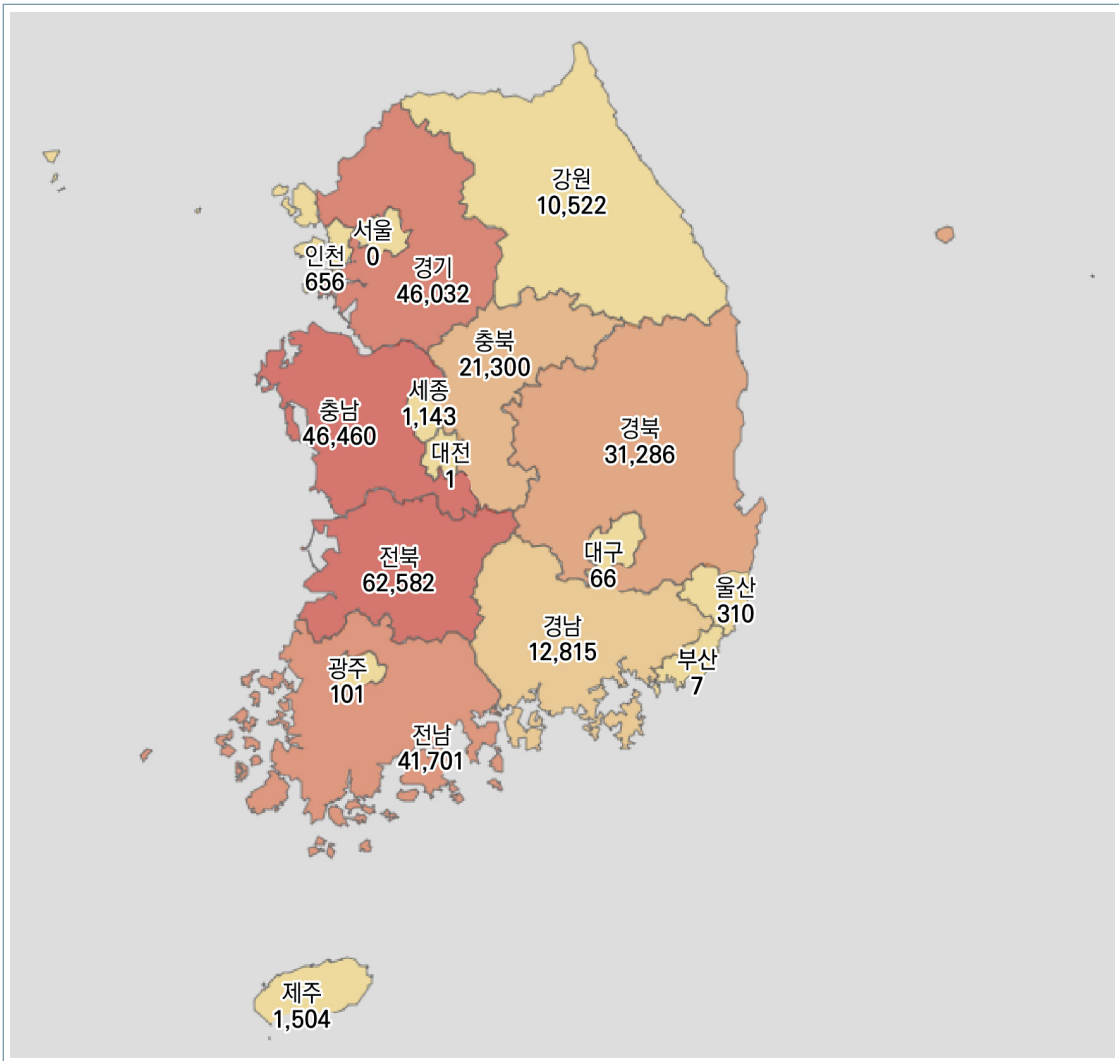 강원
10,522
서울
0
인천
656
경기
46,032
충북
21,300
세종
1,143
충남
46,460
경북
31,286
대전
1
전북
62,582
대구
66
울산
310
경남
12,815
부산
7
광주
101
전남
41,701
제주
1,504